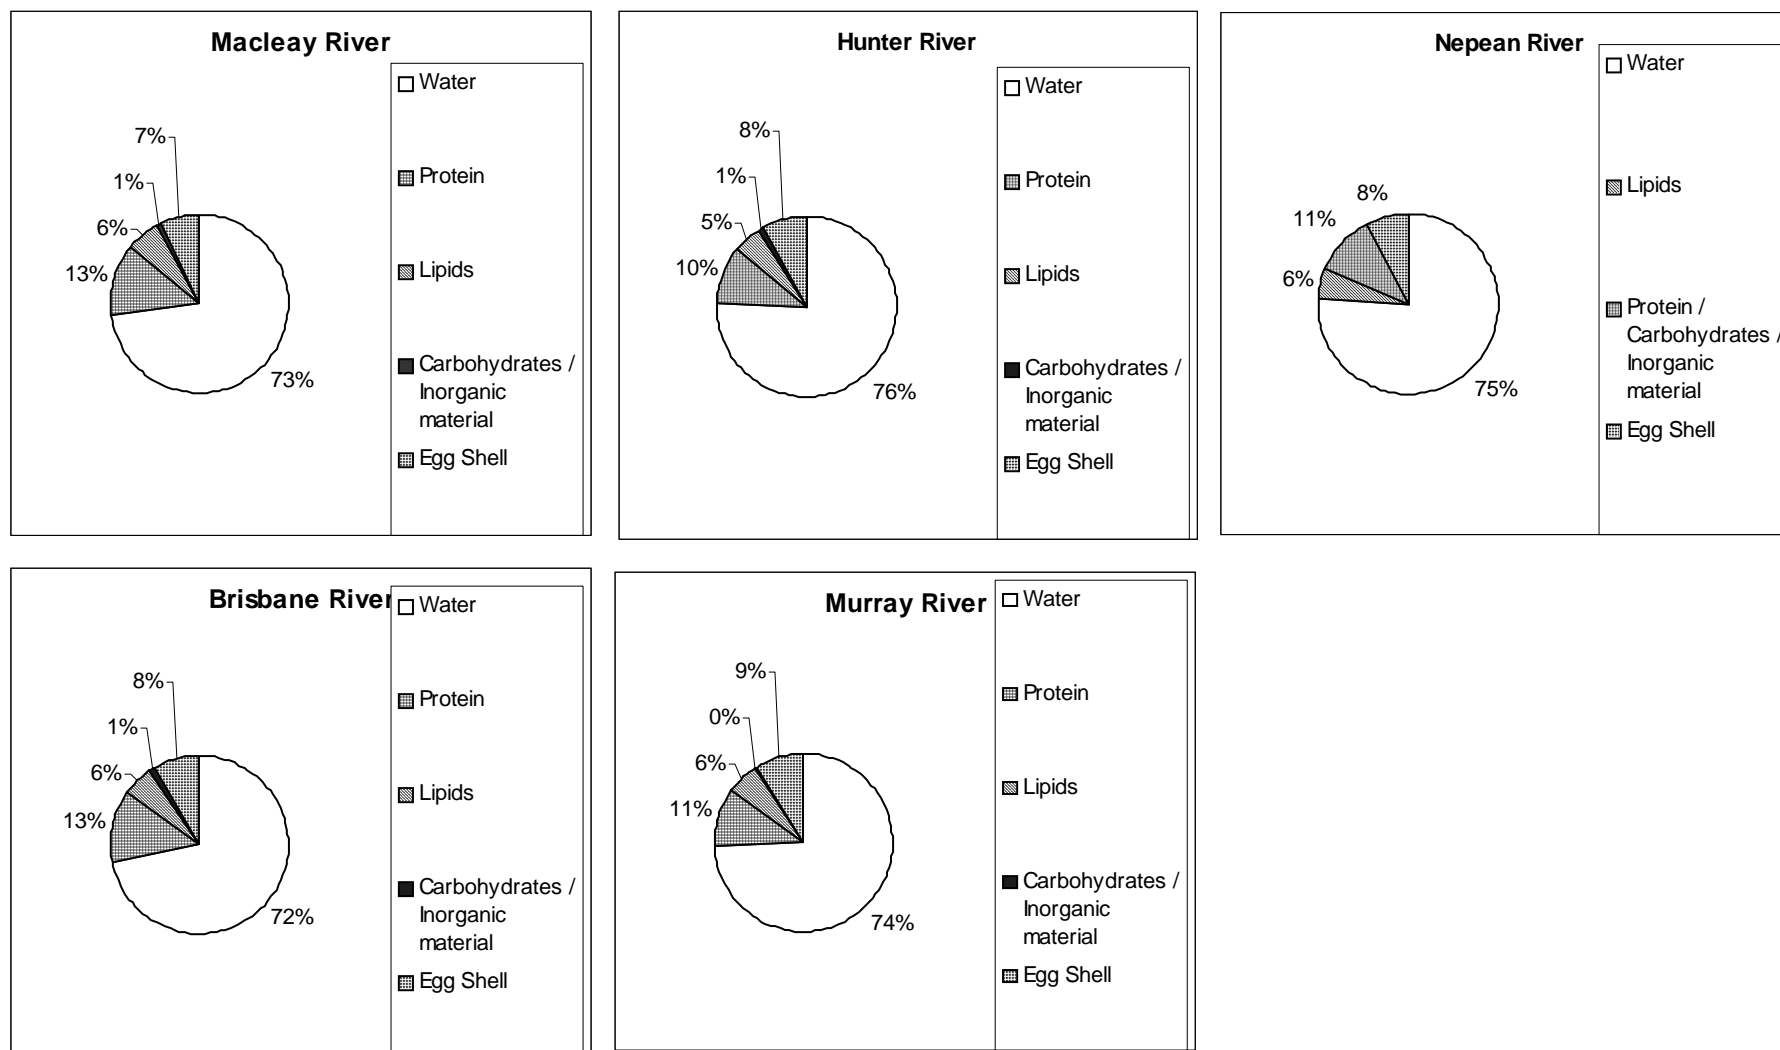 Macleay River
Water
Protein
Lipids
Carbohydrates /
Inorganic
material
Egg Shell
7%
1%
6%
13%
73%
Hunter River
Water
Protein
Lipids
Carbohydrates /
Inorganic
material
Egg Shell
8%
1%
5%
10%
76%
Nepean River
Water
Lipids
Protein /
Carbohydrates /
Inorganic
material
Egg Shell
8%
11%
6%
75%
Brisbane River
Water
Protein
Lipids
Carbohydrates /
Inorganic
material
Egg Shell
8%
1%
6%
13%
72%
Murray River
Water
Protein
Lipids
Carbohydrates /
Inorganic
material
Egg Shell
9%
0%
6%
11%
74%